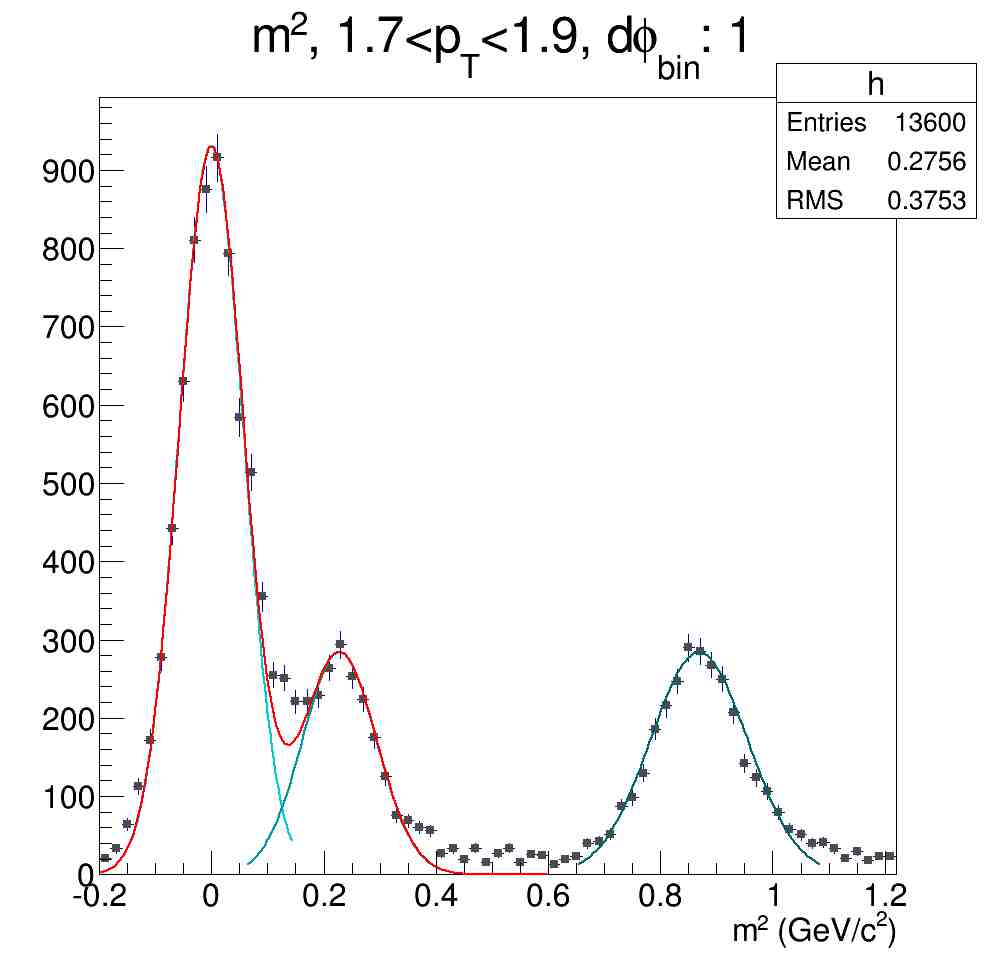 m², 1.7<p_T<1.9, dϕ_bin: 1
h
Entries 13600
Mean 0.2756
RMS 0.3753
900
800
700
600
500
400
300
200
100
0
-0.2 0 0.2 0.4 0.6 0.8 1 1.2
m² (GeV/c²)